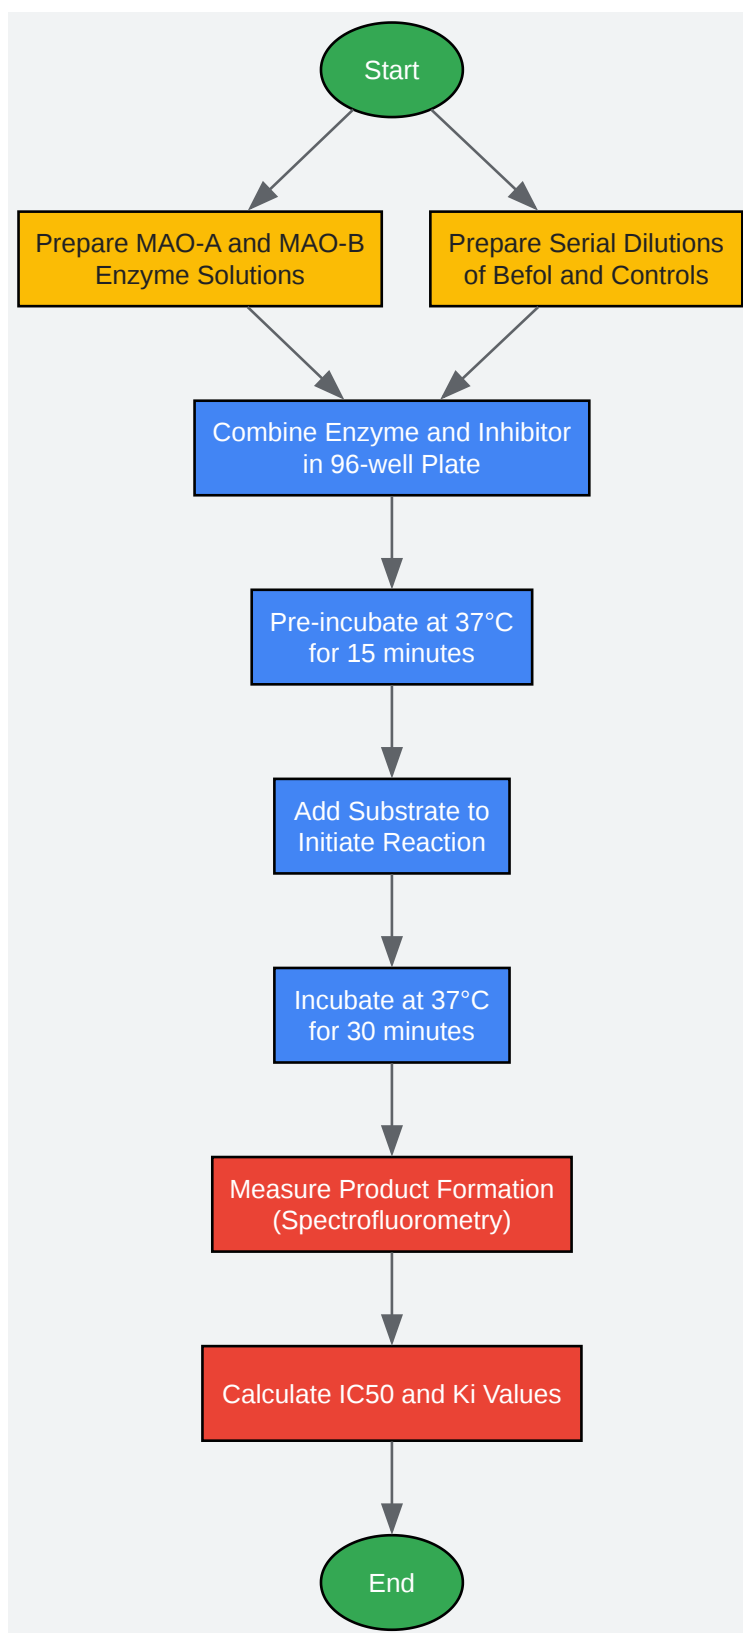 Start
Prepare MAO-A and MAO-B
Enzyme Solutions
Prepare Serial Dilutions
of Befol and Controls
Combine Enzyme and Inhibitor
in 96-well Plate
Pre-incubate at 37°C
for 15 minutes
Add Substrate to
Initiate Reaction
Incubate at 37°C
for 30 minutes
Measure Product Formation
(Spectrofluorometry)
Calculate IC50 and Ki Values
End